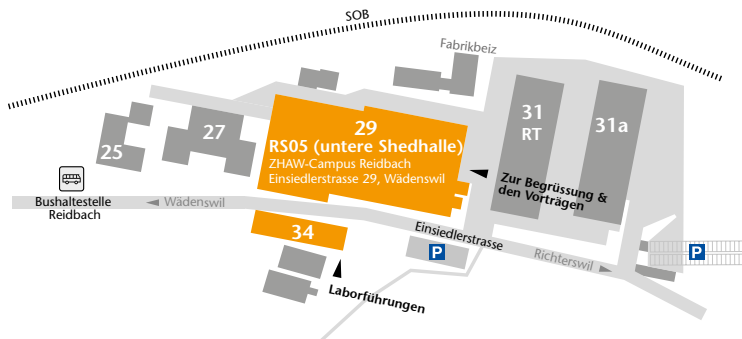 SOB
Fabrikbeiz
31
RT
31a
29
RS05 (untere Shedhalle)
ZHAW-Campus Reidbach
Einsiedlerstrasse 29, Wädenswil
27
25
Zur Begrüssung &
den Vorträgen
Bushaltestelle
Reidbach
Wädenswil
34
Einsiedlerstrasse
P
Richterswil
P
Laborführungen